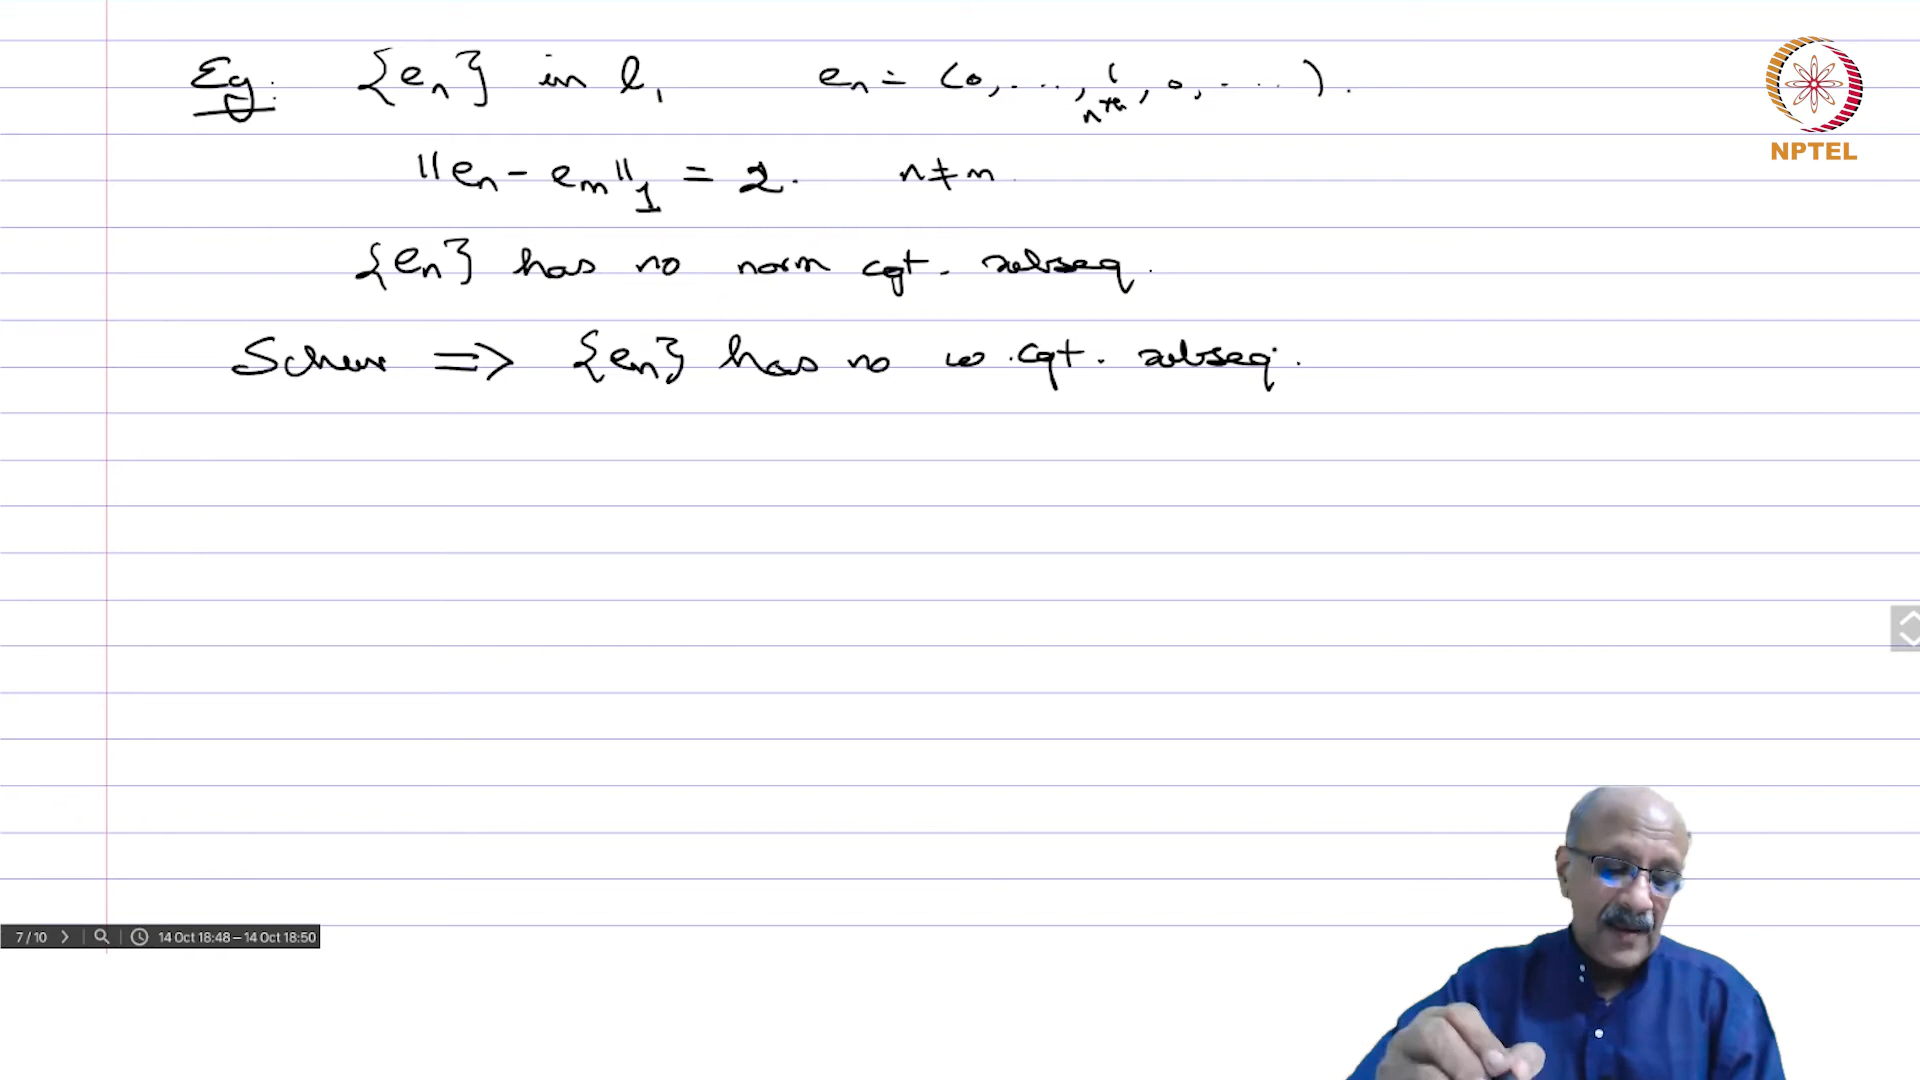 Eg: {eₙ} in l₁ eₙ = (0, ..., 1, 0, ....).
nᵗʰ
‖eₙ - eₘ‖₁ = 2. n ≠ m.
{eₙ} has no norm cgt. subseq.
Schur ⟹ {eₙ} has no w. cgt. subseq.
NPTEL
7/10 14 Oct 18:48 – 14 Oct 18:50